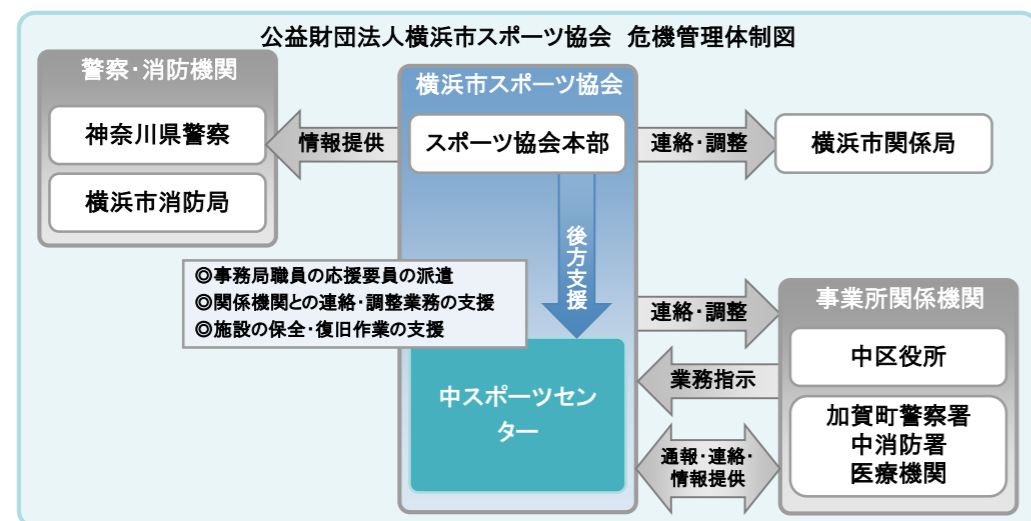 公益財団法人横浜市スポーツ協会 危機管理体制図
警察・消防機関
神奈川県警察
横浜市消防局
情報提供
横浜市スポーツ協会
スポーツ協会本部
連絡・調整
横浜市関係局
後方支援
◎事務局職員の応援要員の派遣
◎関係機関との連絡・調整業務の支援
◎施設の保全・復旧作業の支援
中スポーツセン
ター
連絡・調整
業務指示
通報・連絡・
情報提供
事業所関係機関
中区役所
加賀町警察署
中消防署
医療機関